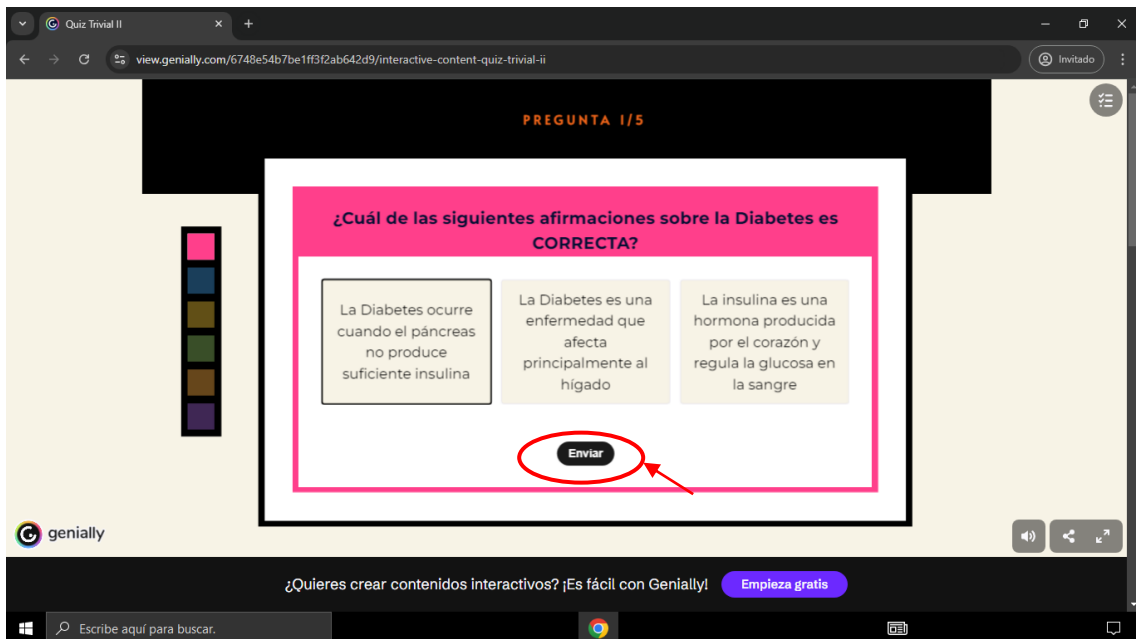 Quiz Trivial II
view.genially.com/6748e54b7be1ff3f2ab642d9/interactive-content-quiz-trivial-ii
Invitado
PREGUNTA 1/5
¿Cuál de las siguientes afirmaciones sobre la Diabetes es
CORRECTA?
La Diabetes ocurre
cuando el páncreas
no produce
suficiente insulina
La Diabetes es una
enfermedad que
afecta
principalmente al
hígado
La insulina es una
hormona producida
por el corazón y
regula la glucosa en
la sangre
Enviar
genially
¿Quieres crear contenidos interactivos? ¡Es fácil con Genially!
Empieza gratis
Escribe aquí para buscar.